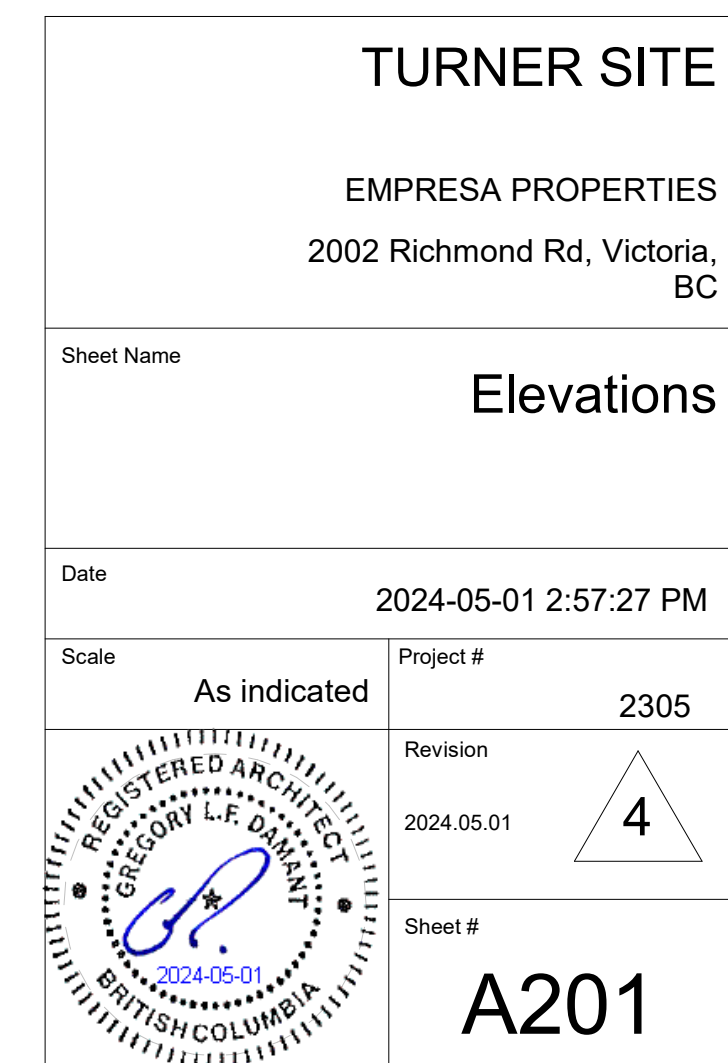 TURNER SITE
EMPRESA PROPERTIES
2002 Richmond Rd, Victoria,
BC
Sheet Name
Elevations
Date
2024-05-01 2:57:27 PM
Scale
As indicated
Project #
2305
REGISTERED ARCHITECT
GREGORY L.F. DAMANT
2024-05-01
BRITISH COLUMBIA
Revision
2024.05.01
4
Sheet #
A201